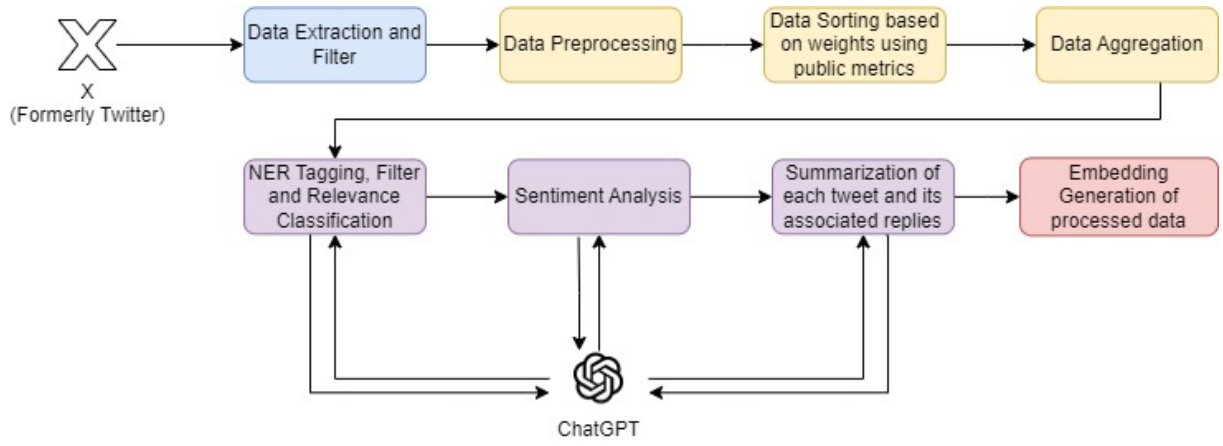 X
(Formerly Twitter)
Data Extraction and
Filter
Data Preprocessing
Data Sorting based
on weights using
public metrics
Data Aggregation
NER Tagging, Filter
and Relevance
Classification
Sentiment Analysis
Summarization of
each tweet and its
associated replies
Embedding
Generation of
processed data
ChatGPT